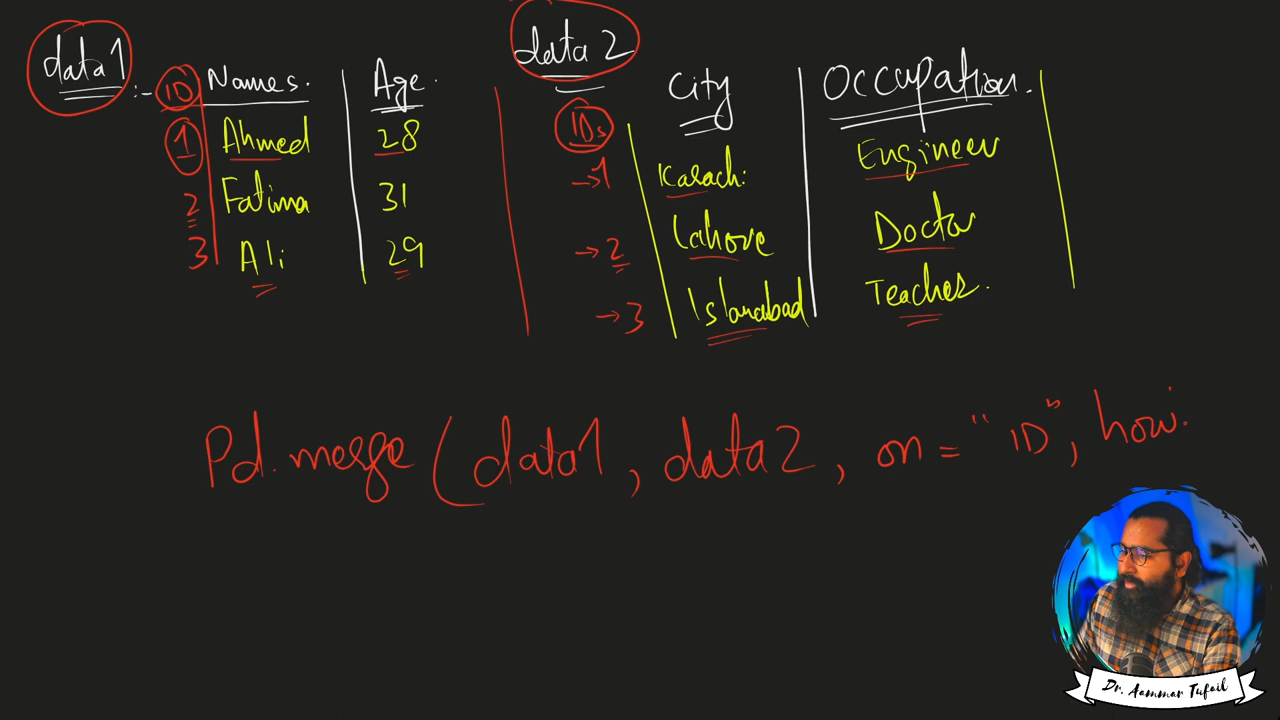 data1 :-
ID Names. Age.
1 Ahmed 28
2 Fatima 31
3 Ali 29
data 2
IDs City Occupation.
→1 Karachi Engineer
→2 Lahore Doctor
→3 Islamabad Teacher.
Pd.merge(data1, data2, on = "ID", how:
Dr. Aammar Tufail